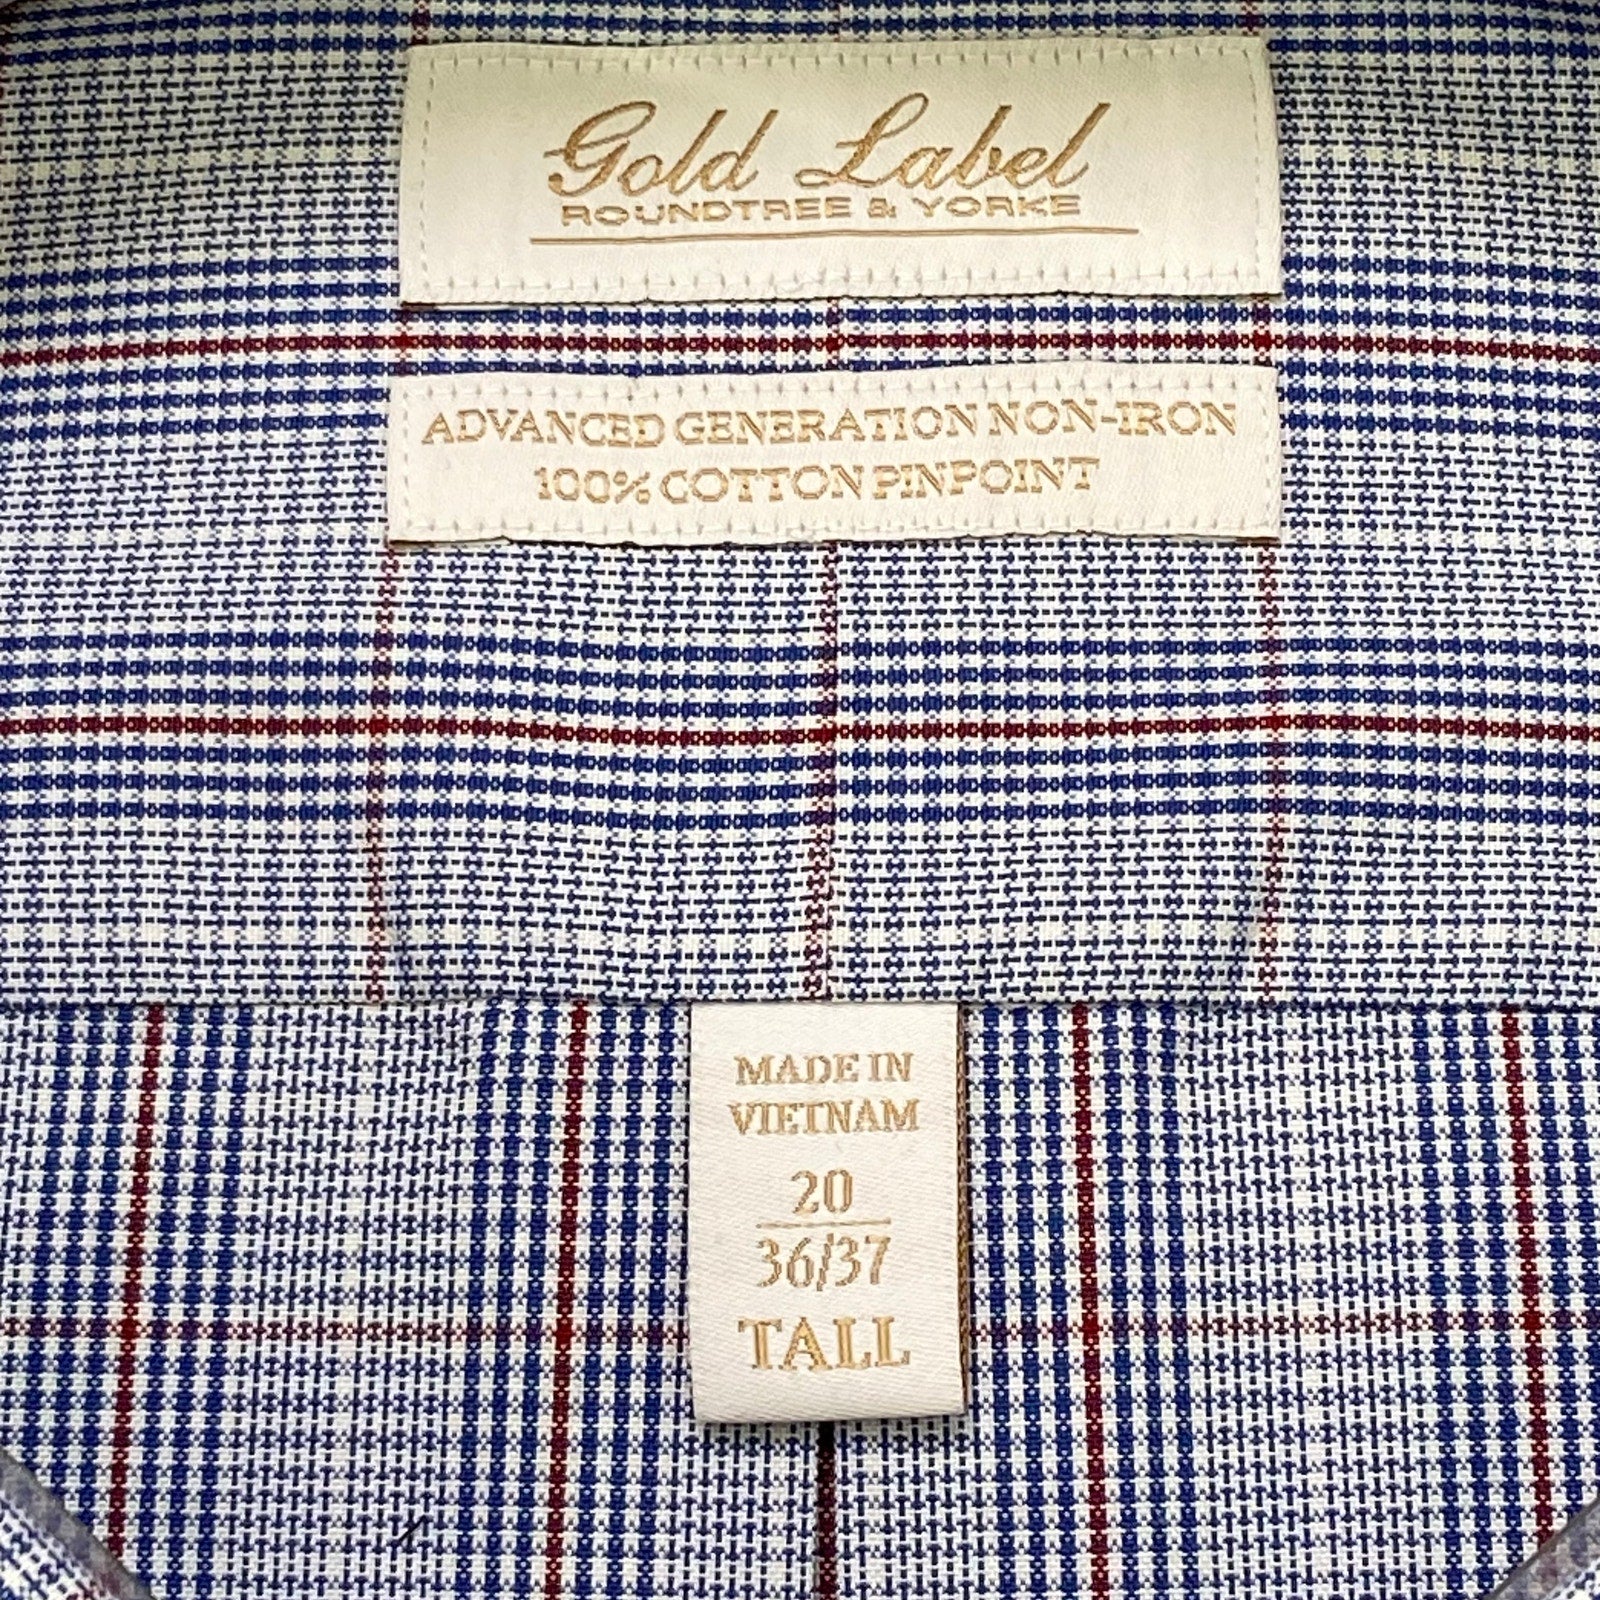 Gold Label
ROUNDTREE & YORKE
ADVANCED GENERATION NON-IRON
100% COTTON PINPOINT
MADE IN
VIETNAM
20
36/37
TALL